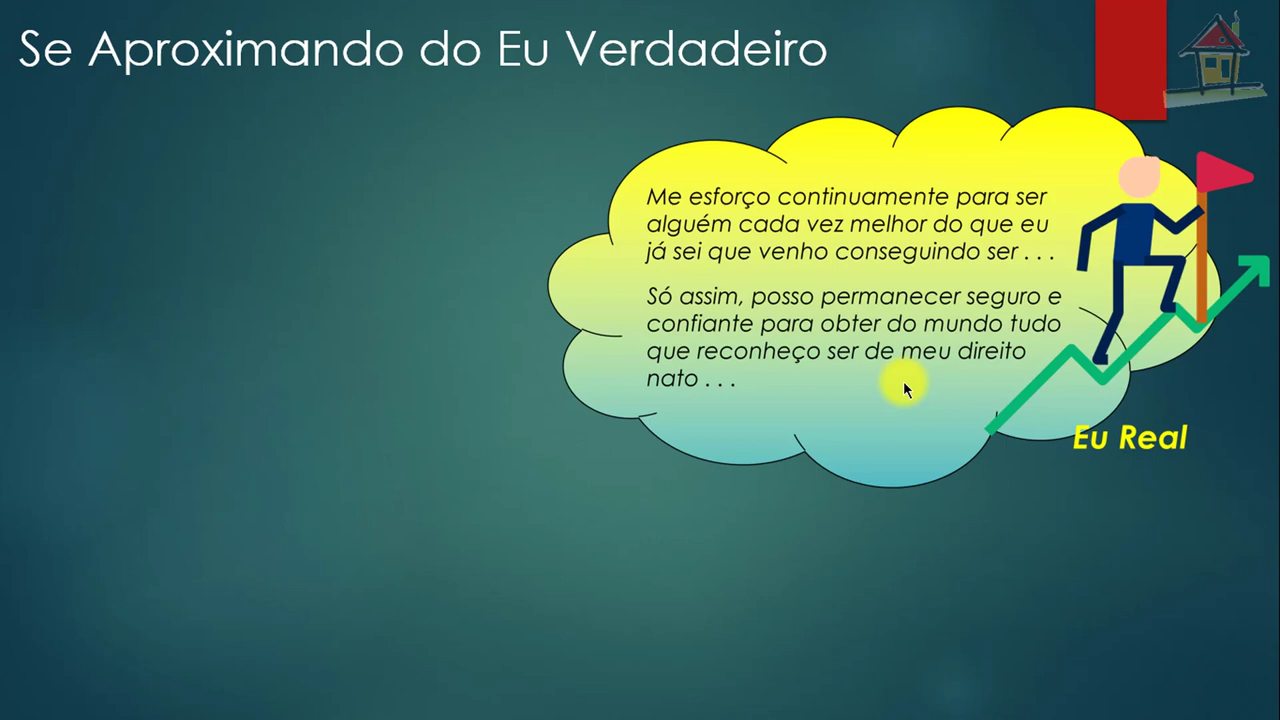 Se Aproximando do Eu Verdadeiro
Me esforço continuamente para ser
alguém cada vez melhor do que eu
já sei que venho conseguindo ser . . .
Só assim, posso permanecer seguro e
confiante para obter do mundo tudo
que reconheço ser de meu direito
nato . . .
Eu Real